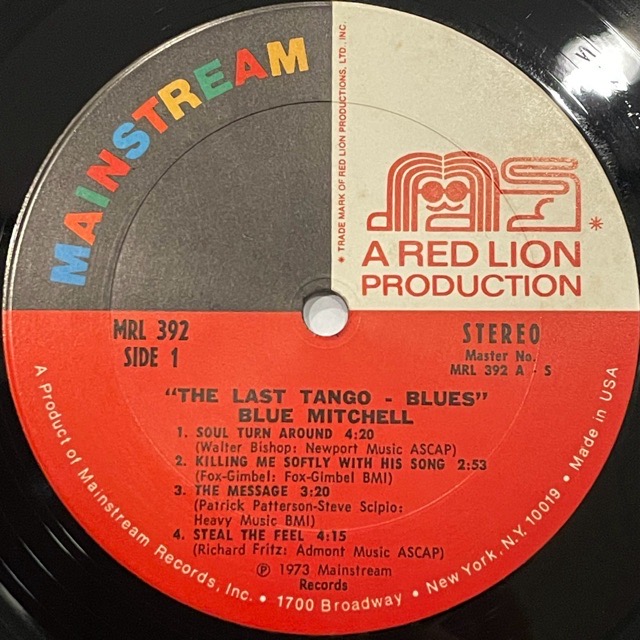 MAINSTREAM
* TRADE MARK OF RED LION PRODUCTIONS, LTD., INC.
ms *
A RED LION
PRODUCTION
MRL 392
SIDE 1
STEREO
Master No.
MRL 392 A - S
"THE LAST TANGO - BLUES"
BLUE MITCHELL
1. SOUL TURN AROUND 4:20
(Walter Bishop: Newport Music ASCAP)
2. KILLING ME SOFTLY WITH HIS SONG 2:53
(Fox-Gimbel: Fox-Gimbel BMI)
3. THE MESSAGE 3:20
(Patrick Patterson-Steve Scipio:
Heavy Music BMI)
4. STEAL THE FEEL 4:15
(Richard Fritz: Admont Music ASCAP)
℗ 1973 Mainstream
Records
A Product of Mainstream Records, Inc. • 1700 Broadway • New York, N.Y. 10019 • Made in USA